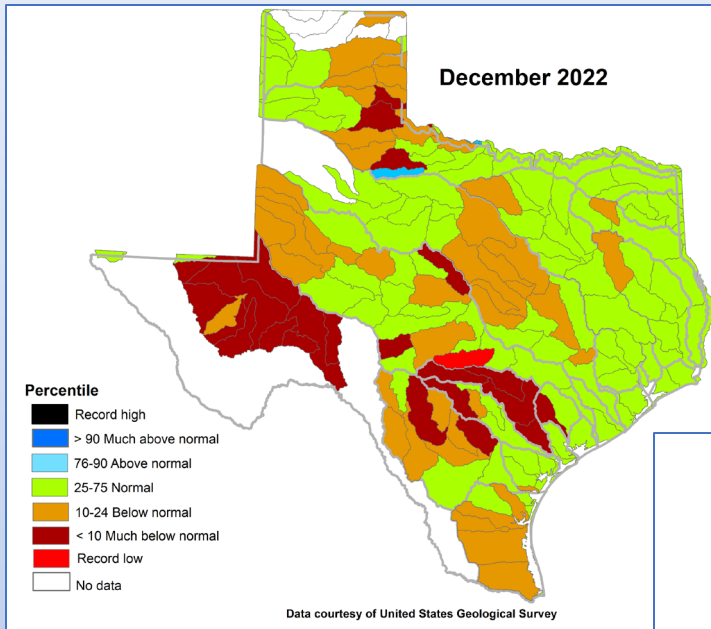 December 2022
Percentile
Record high
> 90 Much above normal
76-90 Above normal
25-75 Normal
10-24 Below normal
< 10 Much below normal
Record low
No data
Data courtesy of United States Geological Survey